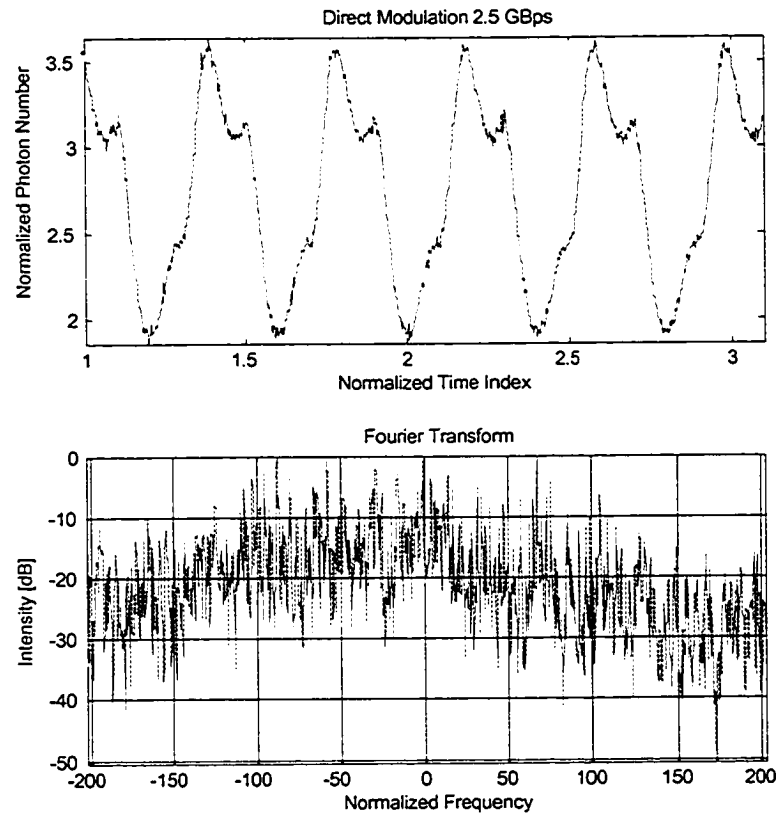 Direct Modulation 2.5 GBps
Normalized Photon Number
3.5
3
2.5
2
1 1.5 2 2.5 3
Normalized Time Index
Fourier Transform
Intensity [dB]
0
-10
-20
-30
-40
-50
-200 -150 -100 -50 0 50 100 150 200
Normalized Frequency